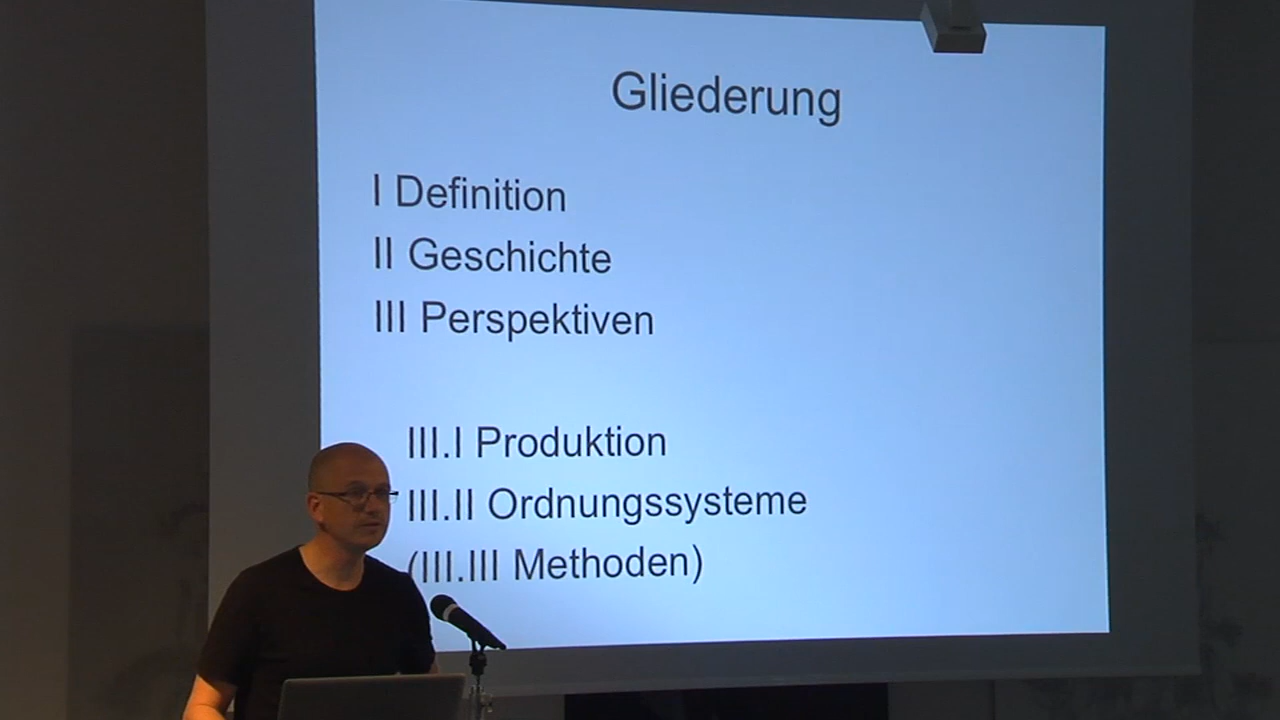 Gliederung
I Definition
II Geschichte
III Perspektiven
III.I Produktion
III.II Ordnungssysteme
(III.III Methoden)